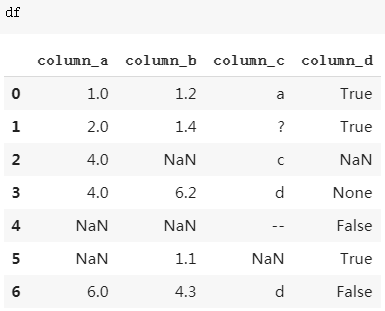 df
column_a column_b column_c column_d
0 1.0 1.2 a True
1 2.0 1.4 ? True
2 4.0 NaN c NaN
3 4.0 6.2 d None
4 NaN NaN -- False
5 NaN 1.1 NaN True
6 6.0 4.3 d False